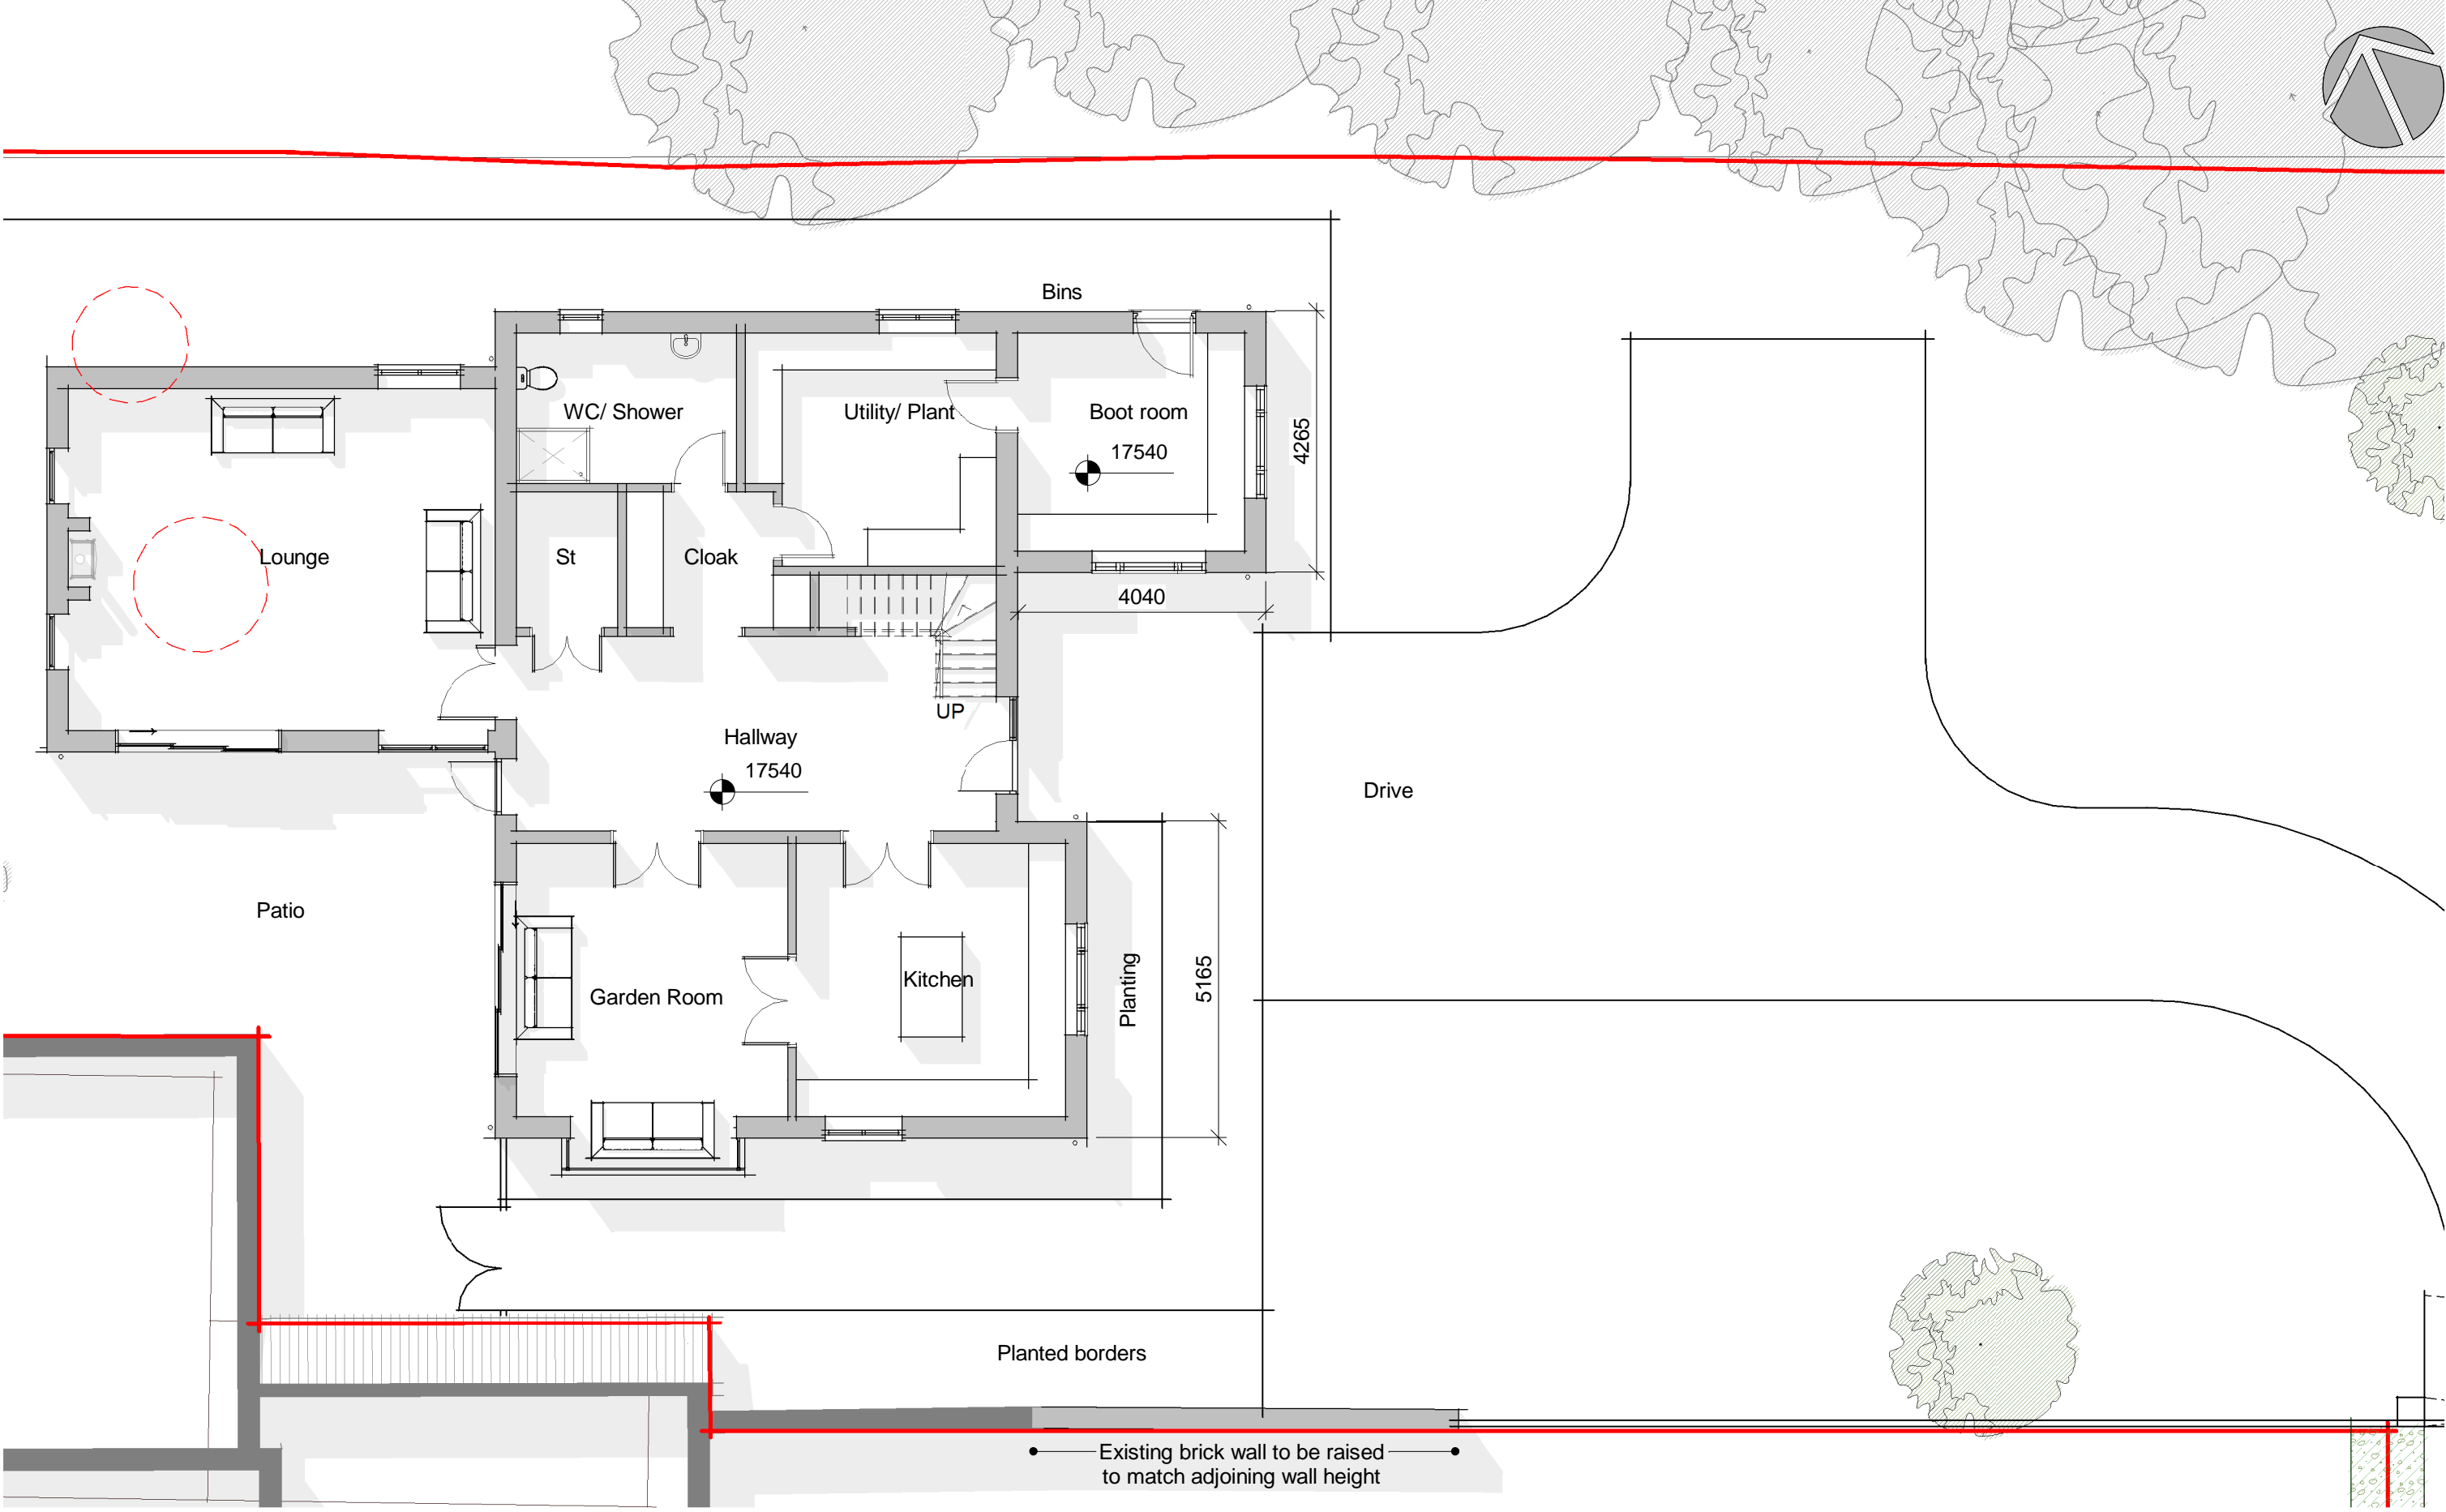 Bins
WC/ Shower
Utility/ Plant
Boot room
17540
4265
Lounge
St
Cloak
4040
UP
Hallway
17540
Drive
Patio
Garden Room
Kitchen
Planting
5165
Planted borders
Existing brick wall to be raised
to match adjoining wall height